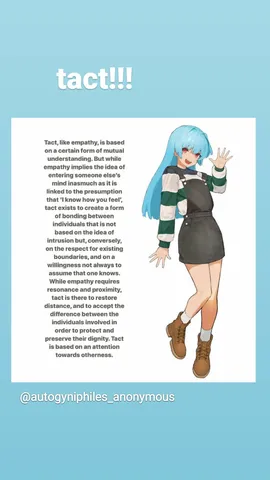 tact!!!
Tact, like empathy, is based
on a certain form of mutual
understanding. But while
empathy implies the idea of
entering someone else's
mind inasmuch as it is
linked to the presumption
that 'I know how you feel',
tact exists to create a form
of bonding between
individuals that is not
based on the idea of
intrusion but, conversely,
on the respect for existing
boundaries, and on a
willingness not always to
assume that one knows.
While empathy requires
resonance and proximity,
tact is there to restore
distance, and to accept the
difference between the
individuals involved in
order to protect and
preserve their dignity. Tact
is based on an attention
towards otherness.
@autogyniphiles_anonymous